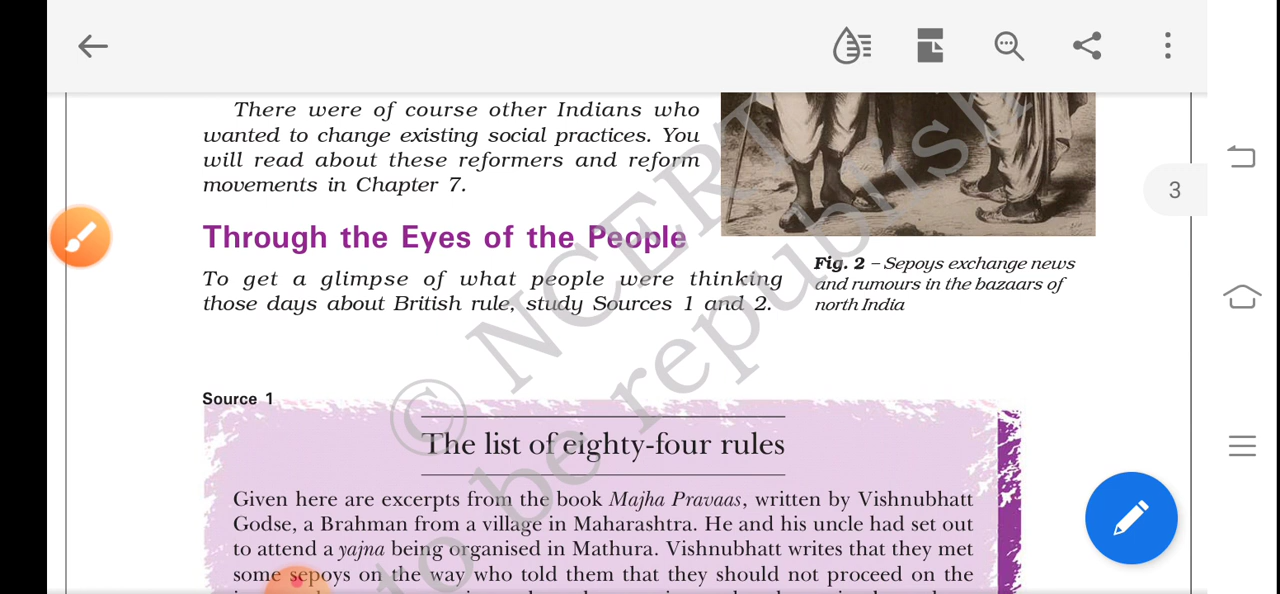 There were of course other Indians who
wanted to change existing social practices. You
will read about these reformers and reform
movements in Chapter 7.
Through the Eyes of the People
To get a glimpse of what people were thinking
those days about British rule, study Sources 1 and 2.
Fig. 2 – Sepoys exchange news
and rumours in the bazaars of
north India
3
Source 1
The list of eighty-four rules
Given here are excerpts from the book Majha Pravaas, written by Vishnubhatt
Godse, a Brahman from a village in Maharashtra. He and his uncle had set out
to attend a yajna being organised in Mathura. Vishnubhatt writes that they met
some sepoys on the way who told them that they should not proceed on the
© NCERT
to be republish